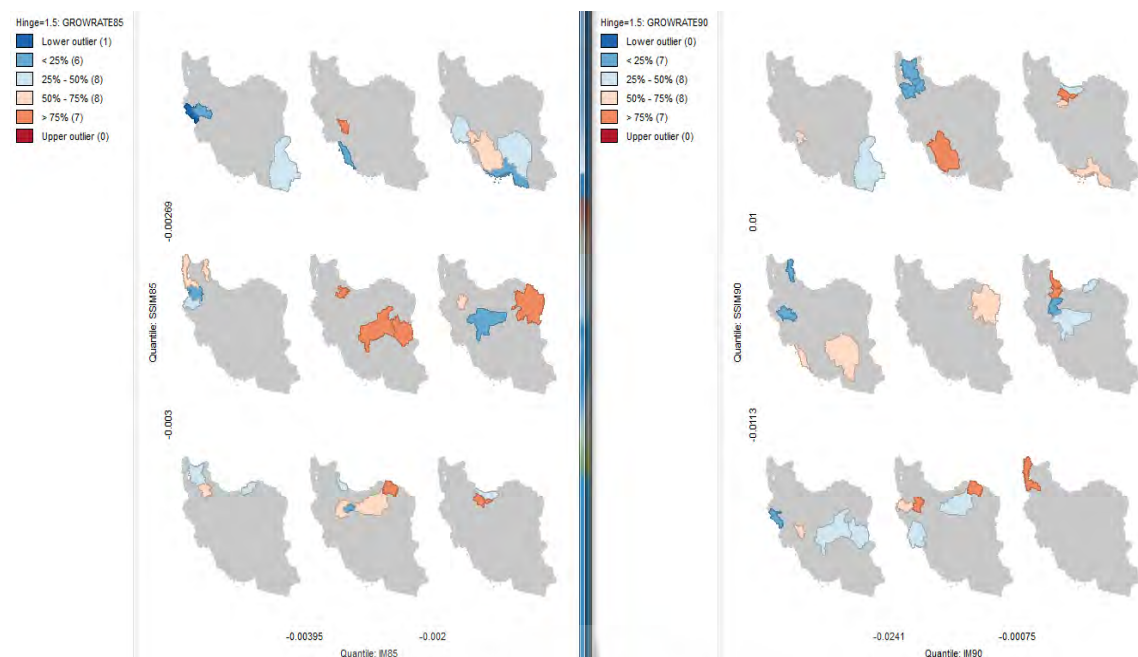 Hinge=1.5: GROWRATE85
Lower outlier (1)
< 25% (6)
25% - 50% (8)
50% - 75% (8)
> 75% (7)
Upper outlier (0)
-0.00269
Quantile: SSIM85
-0.003
-0.00395
-0.002
Quantile: IM85
Hinge=1.5: GROWRATE90
Lower outlier (0)
< 25% (7)
25% - 50% (8)
50% - 75% (8)
> 75% (7)
Upper outlier (0)
0.01
Quantile: SSIM90
-0.0113
-0.0241
-0.00075
Quantile: IM90